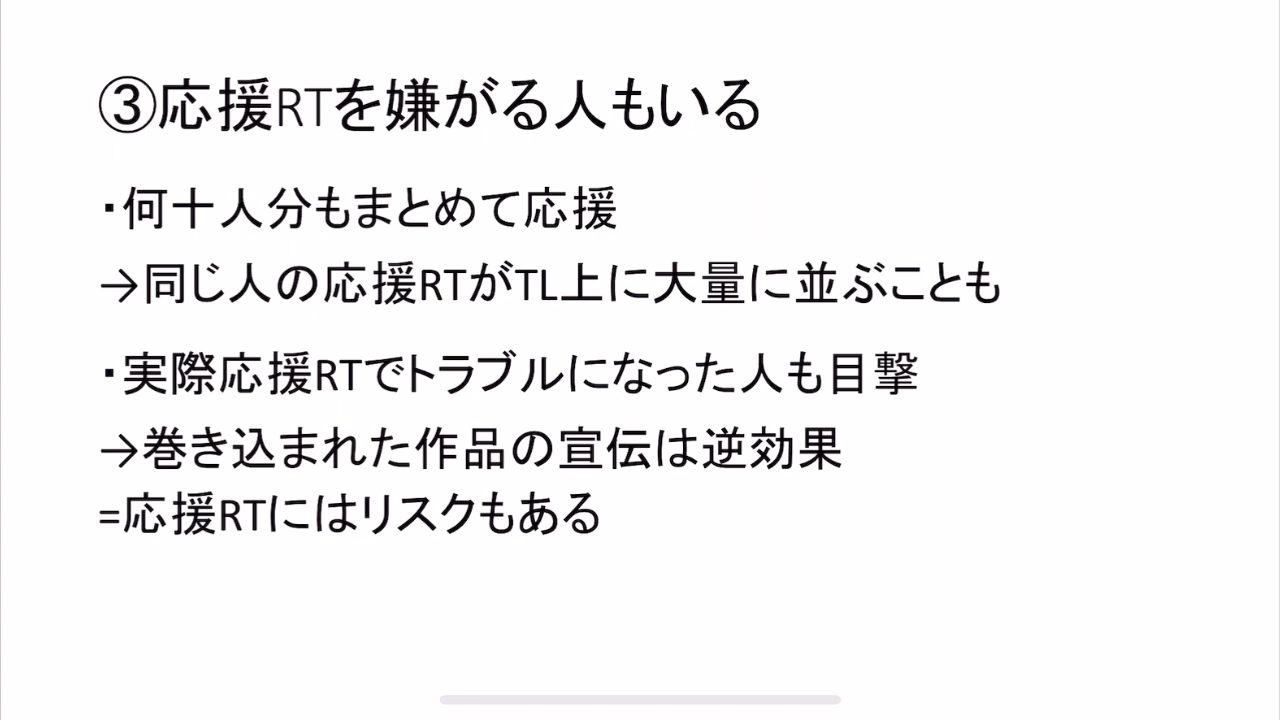 ③応援RTを嫌がる人もいる
・何十人分もまとめて応援
→同じ人の応援RTがTL上に大量に並ぶことも
・実際応援RTでトラブルになった人も目撃
→巻き込まれた作品の宣伝は逆効果
=応援RTにはリスクもある